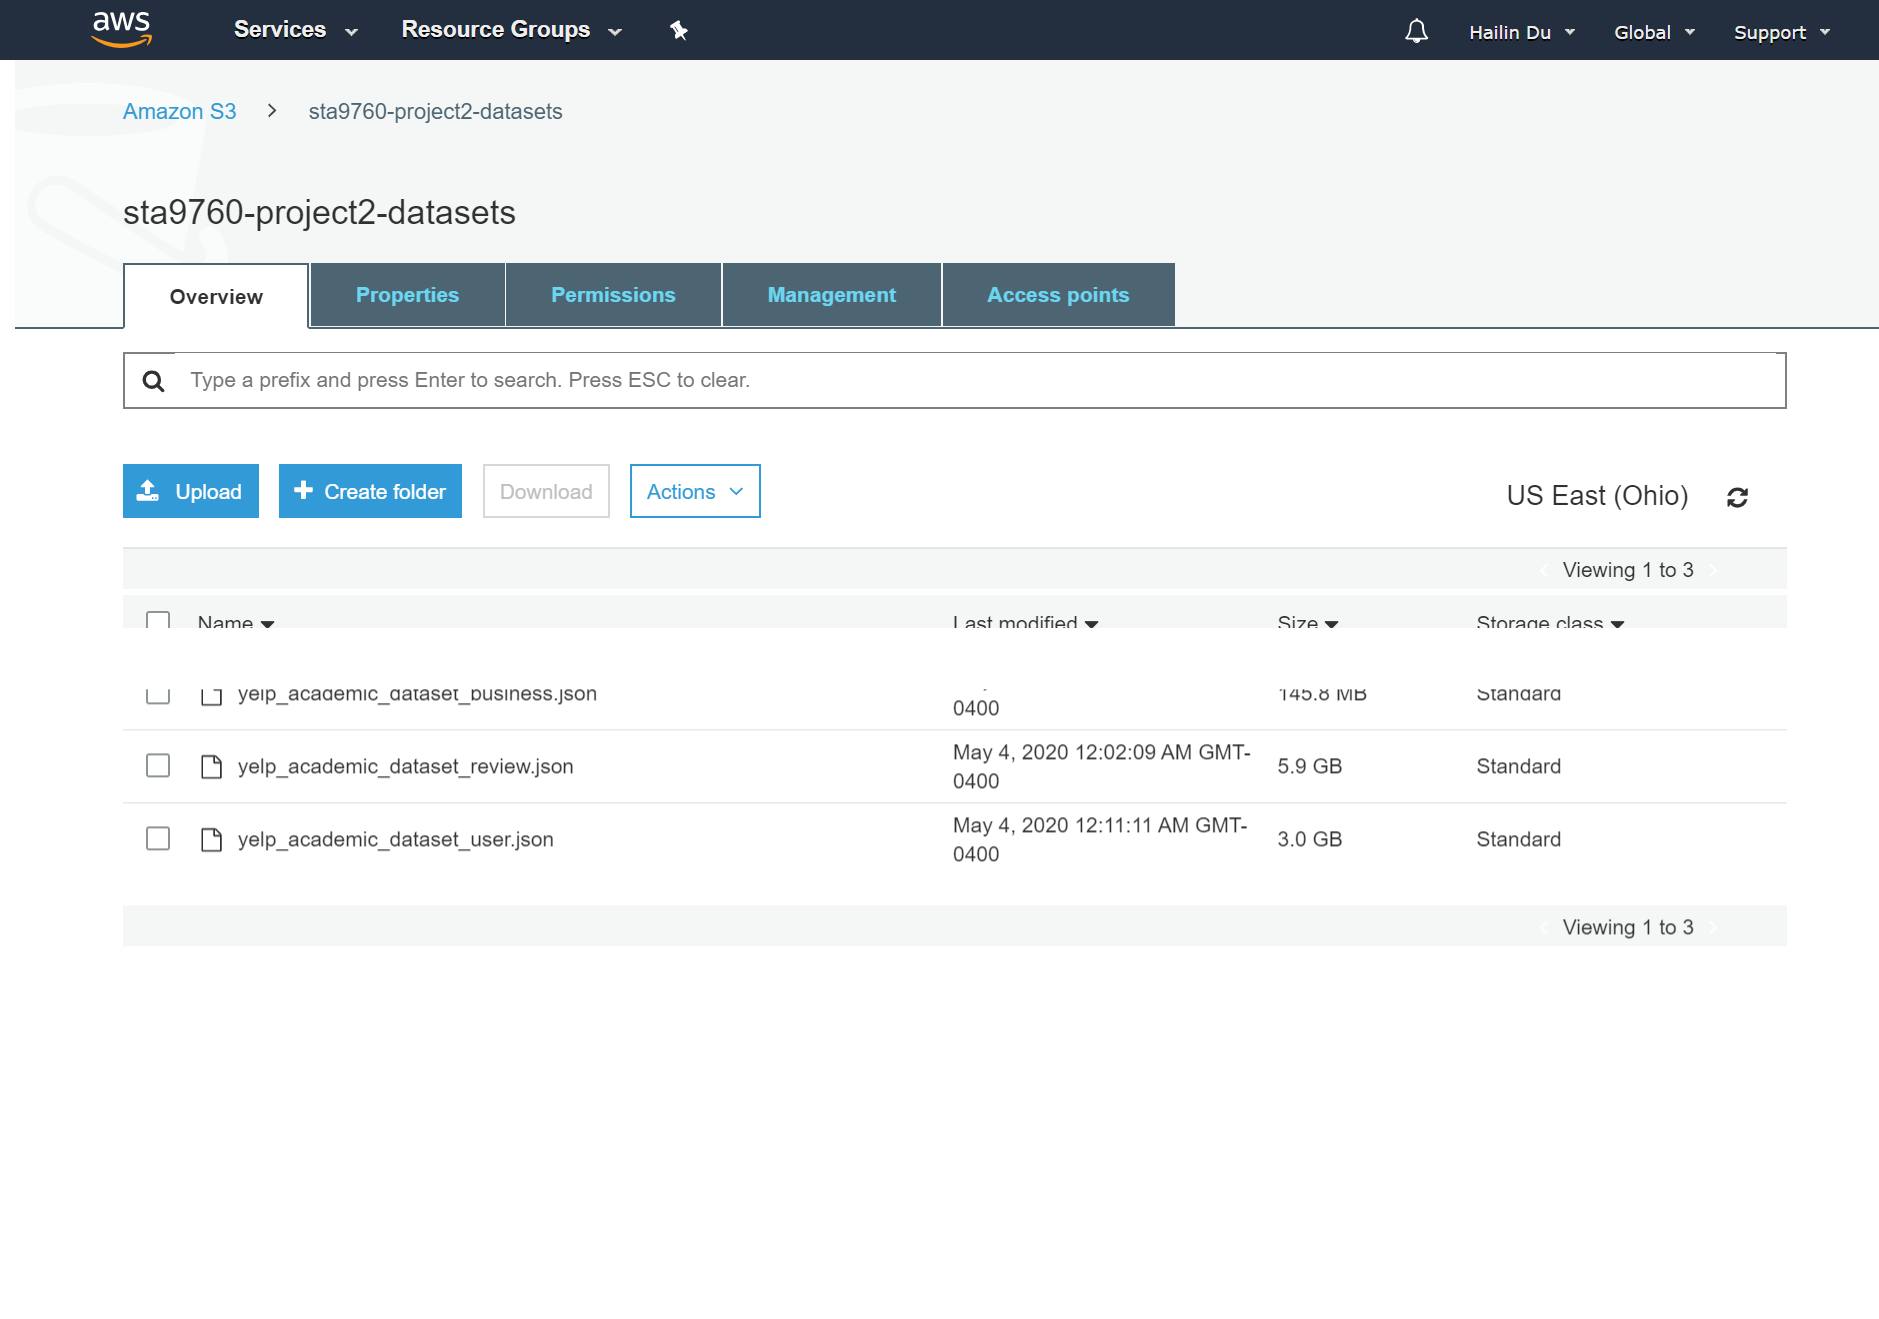 aws Services Resource Groups Hailin Du Global Support
Amazon S3 > sta9760-project2-datasets
sta9760-project2-datasets
Overview Properties Permissions Management Access points
Type a prefix and press Enter to search. Press ESC to clear.
Upload Create folder Download Actions US East (Ohio)
Viewing 1 to 3
Name Last modified Size Storage class
yelp_academic_dataset_business.json 145.8 MB Standard
0400
yelp_academic_dataset_review.json May 4, 2020 12:02:09 AM GMT- 5.9 GB Standard
0400
yelp_academic_dataset_user.json May 4, 2020 12:11:11 AM GMT- 3.0 GB Standard
0400
Viewing 1 to 3